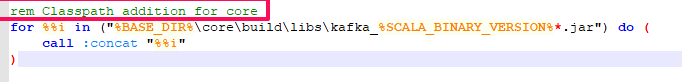 rem Classpath addition for core
for %%i in ("%BASE_DIR%\core\build\libs\kafka_%SCALA_BINARY_VERSION%*.jar") do (
call :concat "%%i"
)